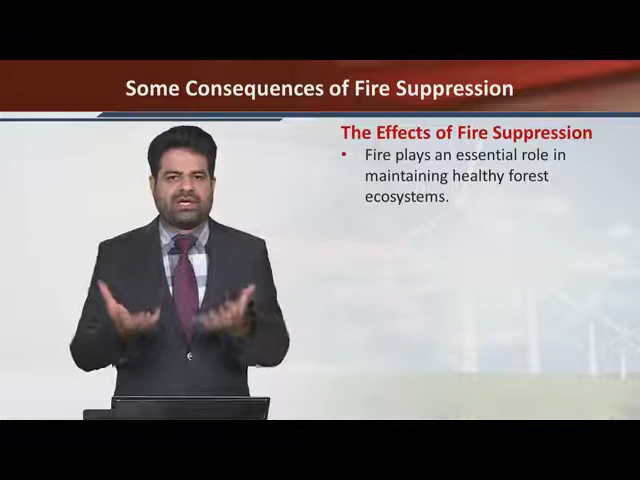 Some Consequences of Fire Suppression
The Effects of Fire Suppression
• Fire plays an essential role in
maintaining healthy forest
ecosystems.